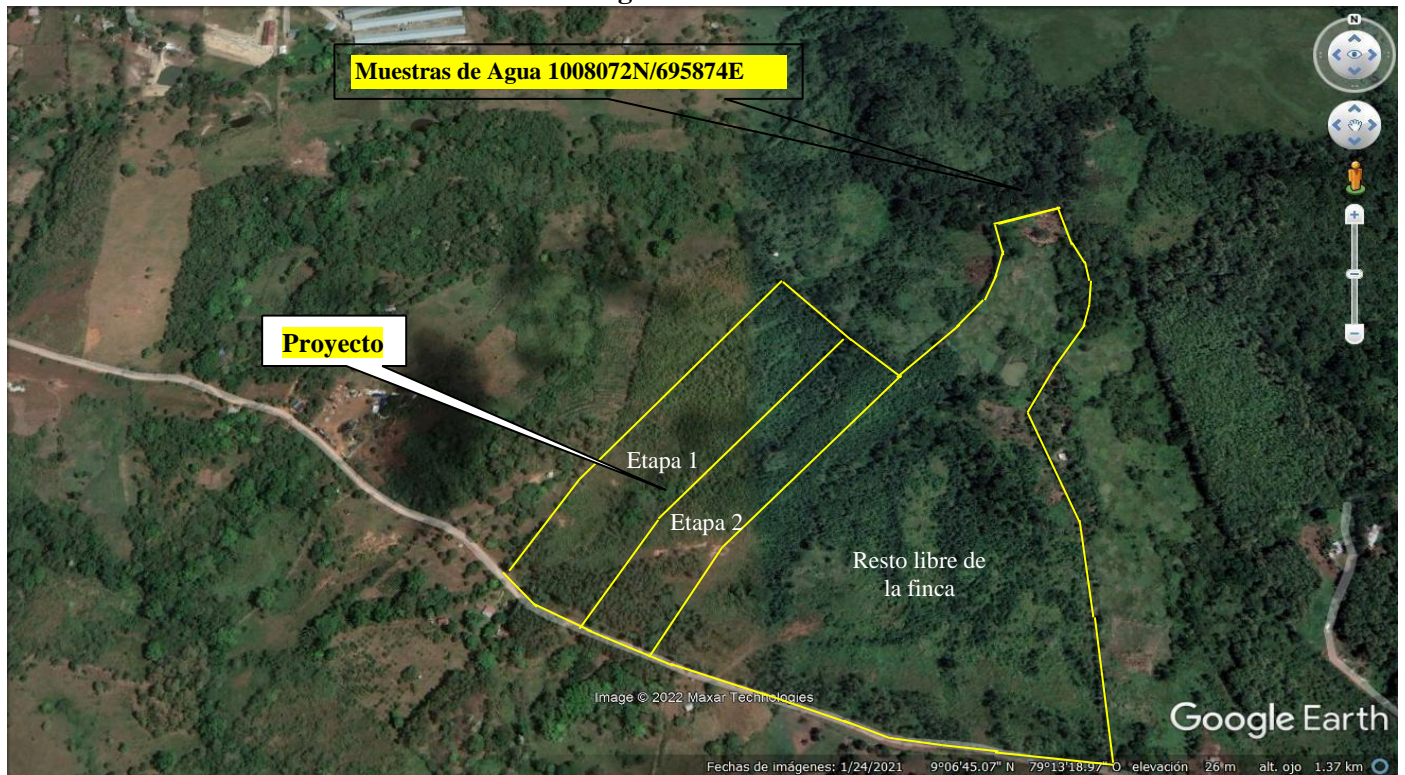 N
Muestras de Agua 1008072N/695874E
Proyecto
Etapa 1
Etapa 2
Resto libre de
la finca
Image © 2022 Maxar Technologies
Google Earth
Fechas de imágenes: 1/24/2021 9°06'45.07" N 79°13'18.97" O elevación 26 m alt. ojo 1.37 km